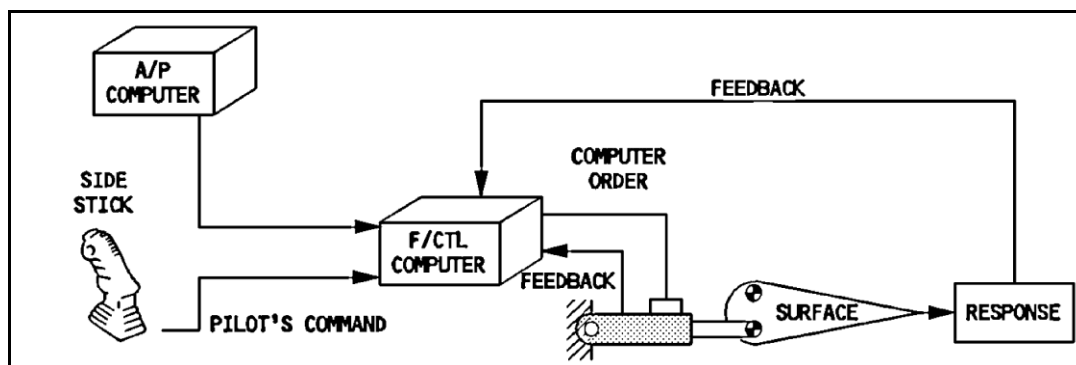 A/P
COMPUTER
FEEDBACK
COMPUTER
ORDER
SIDE
STICK
F/CTL
COMPUTER
FEEDBACK
SURFACE
RESPONSE
PILOT'S COMMAND